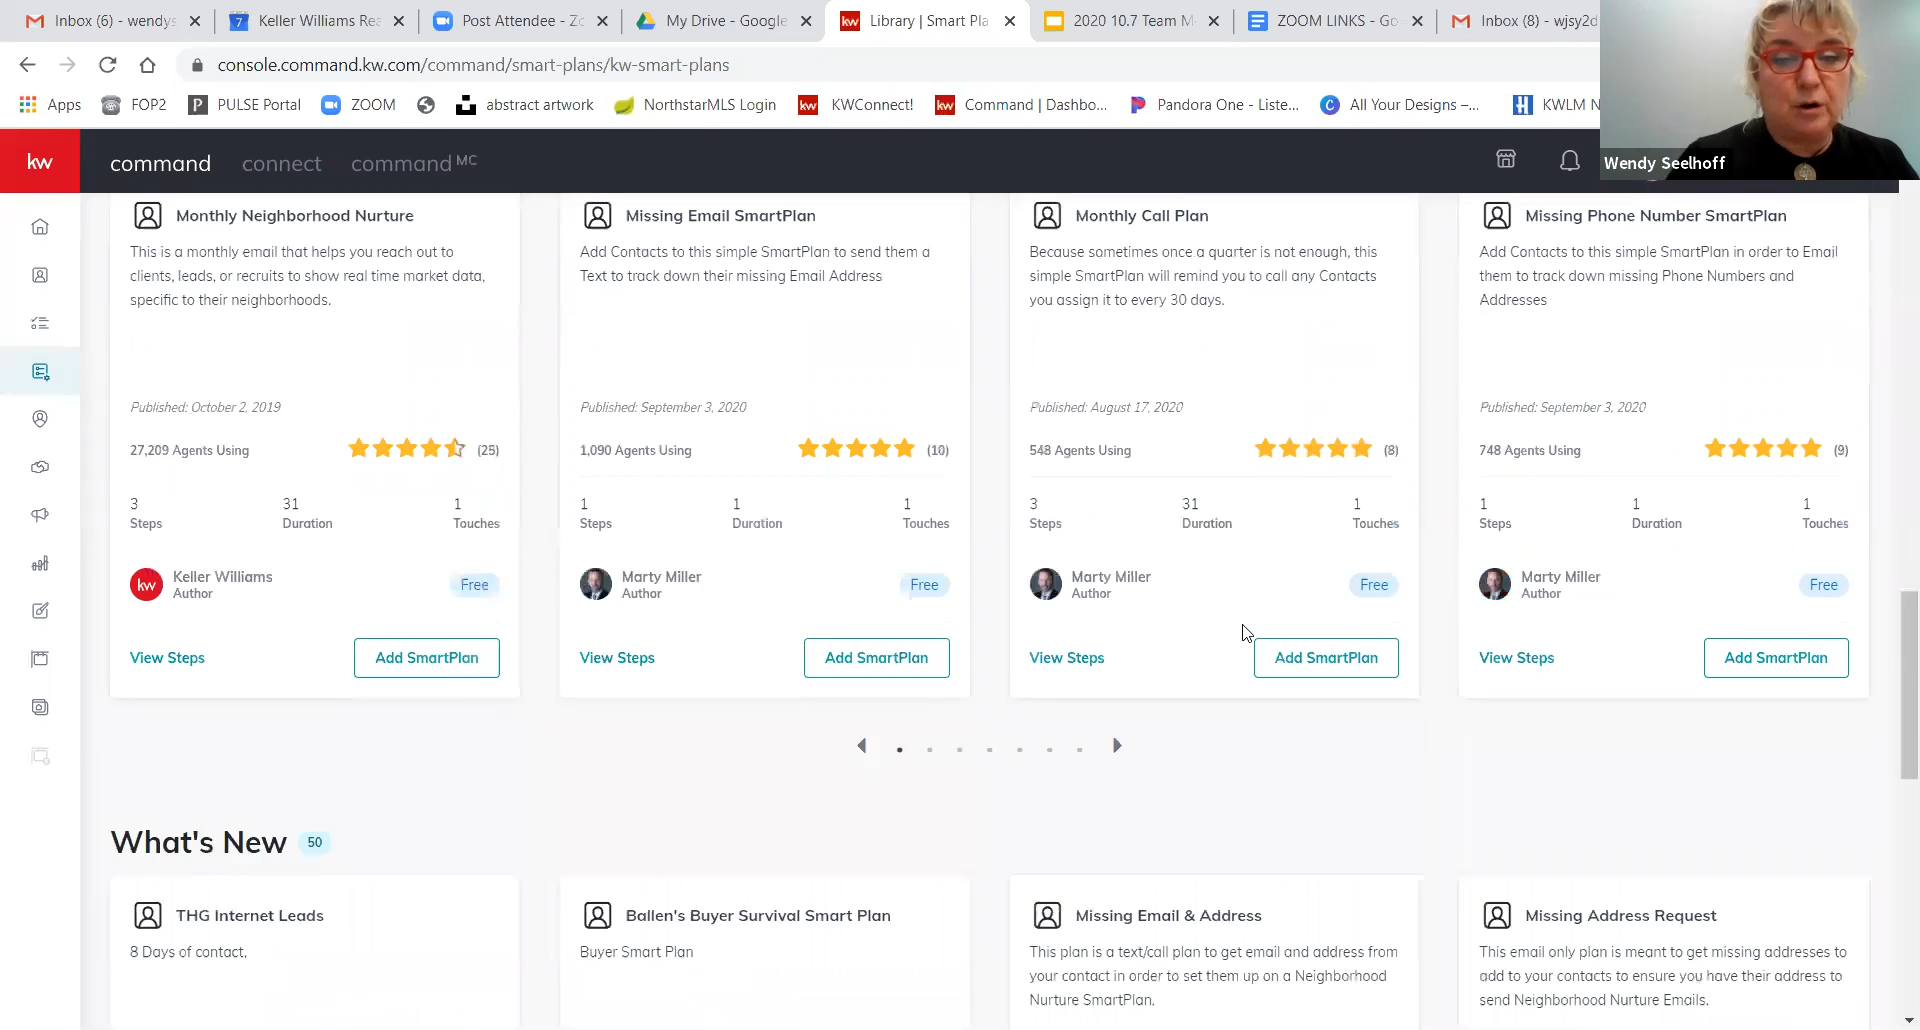 Inbox (6) - wendys
Keller Williams Rea
Post Attendee - Zo
My Drive - Google
Library | Smart Pla
2020 10.7 Team M
ZOOM LINKS - Go
Inbox (8) - wjsy2d
console.command.kw.com/command/smart-plans/kw-smart-plans
Apps
FOP2
PULSE Portal
ZOOM
abstract artwork
NorthstarMLS Login
KWConnect!
Command | Dashbo...
Pandora One - Liste...
All Your Designs –...
KWLM N
Wendy Seelhoff
kw
command
connect
command MC
Monthly Neighborhood Nurture
This is a monthly email that helps you reach out to
clients, leads, or recruits to show real time market data,
specific to their neighborhoods.
Published: October 2, 2019
27,209 Agents Using
(25)
3
31
1
Steps
Duration
Touches
kw
Keller Williams
Author
Free
View Steps
Add SmartPlan
Missing Email SmartPlan
Add Contacts to this simple SmartPlan to send them a
Text to track down their missing Email Address
Published: September 3, 2020
1,090 Agents Using
(10)
1
1
1
Steps
Duration
Touches
Marty Miller
Author
Free
View Steps
Add SmartPlan
Monthly Call Plan
Because sometimes once a quarter is not enough, this
simple SmartPlan will remind you to call any Contacts
you assign it to every 30 days.
Published: August 17, 2020
548 Agents Using
(8)
3
31
1
Steps
Duration
Touches
Marty Miller
Author
Free
View Steps
Add SmartPlan
Missing Phone Number SmartPlan
Add Contacts to this simple SmartPlan in order to Email
them to track down missing Phone Numbers and
Addresses
Published: September 3, 2020
748 Agents Using
(9)
1
1
1
Steps
Duration
Touches
Marty Miller
Author
Free
View Steps
Add SmartPlan
What's New
50
THG Internet Leads
8 Days of contact,
Ballen's Buyer Survival Smart Plan
Buyer Smart Plan
Missing Email & Address
This plan is a text/call plan to get email and address from
your contact in order to set them up on a Neighborhood
Nurture SmartPlan.
Missing Address Request
This email only plan is meant to get missing addresses to
add to your contacts to ensure you have their address to
send Neighborhood Nurture Emails.